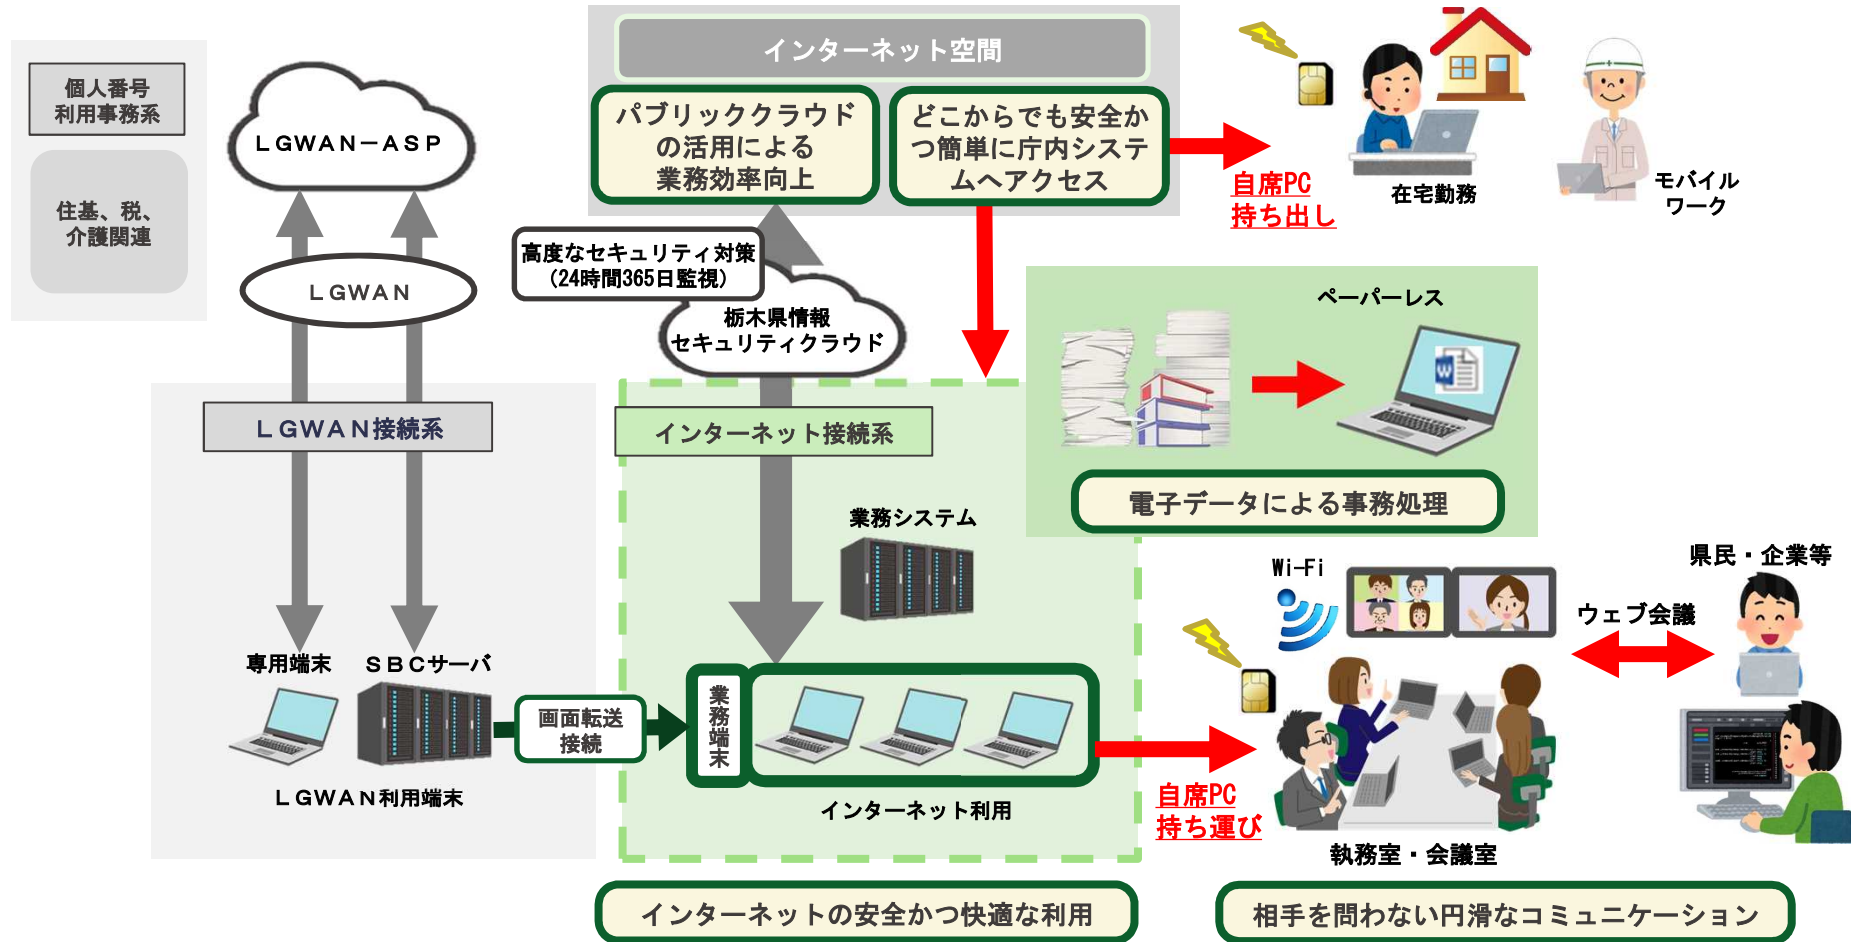 個人番号
利用事務系
住基、税、
介護関連
LGWAN-ASP
LGWAN
LGWAN接続系
専用端末
SBCサーバ
LGWAN利用端末
画面転送
接続
インターネット空間
パブリッククラウド
の活用による
業務効率向上
どこからでも安全か
つ簡単に庁内システ
ムへアクセス
高度なセキュリティ対策
(24時間365日監視)
栃木県情報
セキュリティクラウド
インターネット接続系
業務システム
業務端末
インターネット利用
インターネットの安全かつ快適な利用
自席PC
持ち出し
在宅勤務
モバイル
ワーク
ペーパーレス
W
電子データによる事務処理
Wi-Fi
県民・企業等
ウェブ会議
自席PC
持ち運び
執務室・会議室
相手を問わない円滑なコミュニケーション